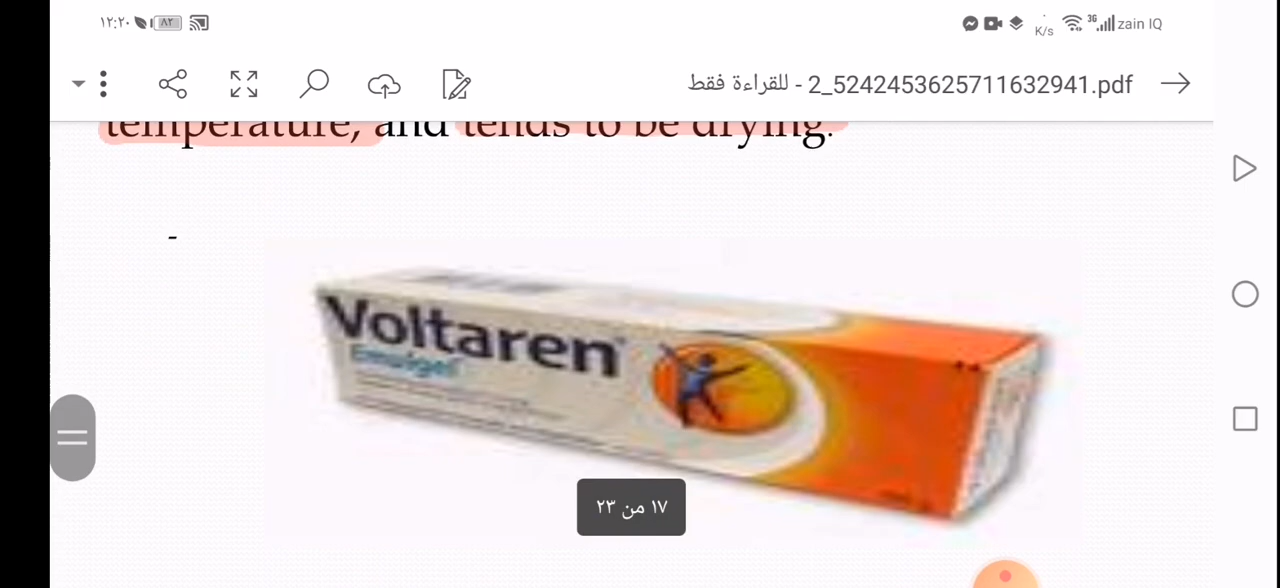 ١٢:٢٠ ٨٢ K/s 3G zain IQ
2_5242453625711632941.pdf - للقراءة فقط
temperature, and tends to be drying.
-
Voltaren
Emulgel
١٧ من ٢٣